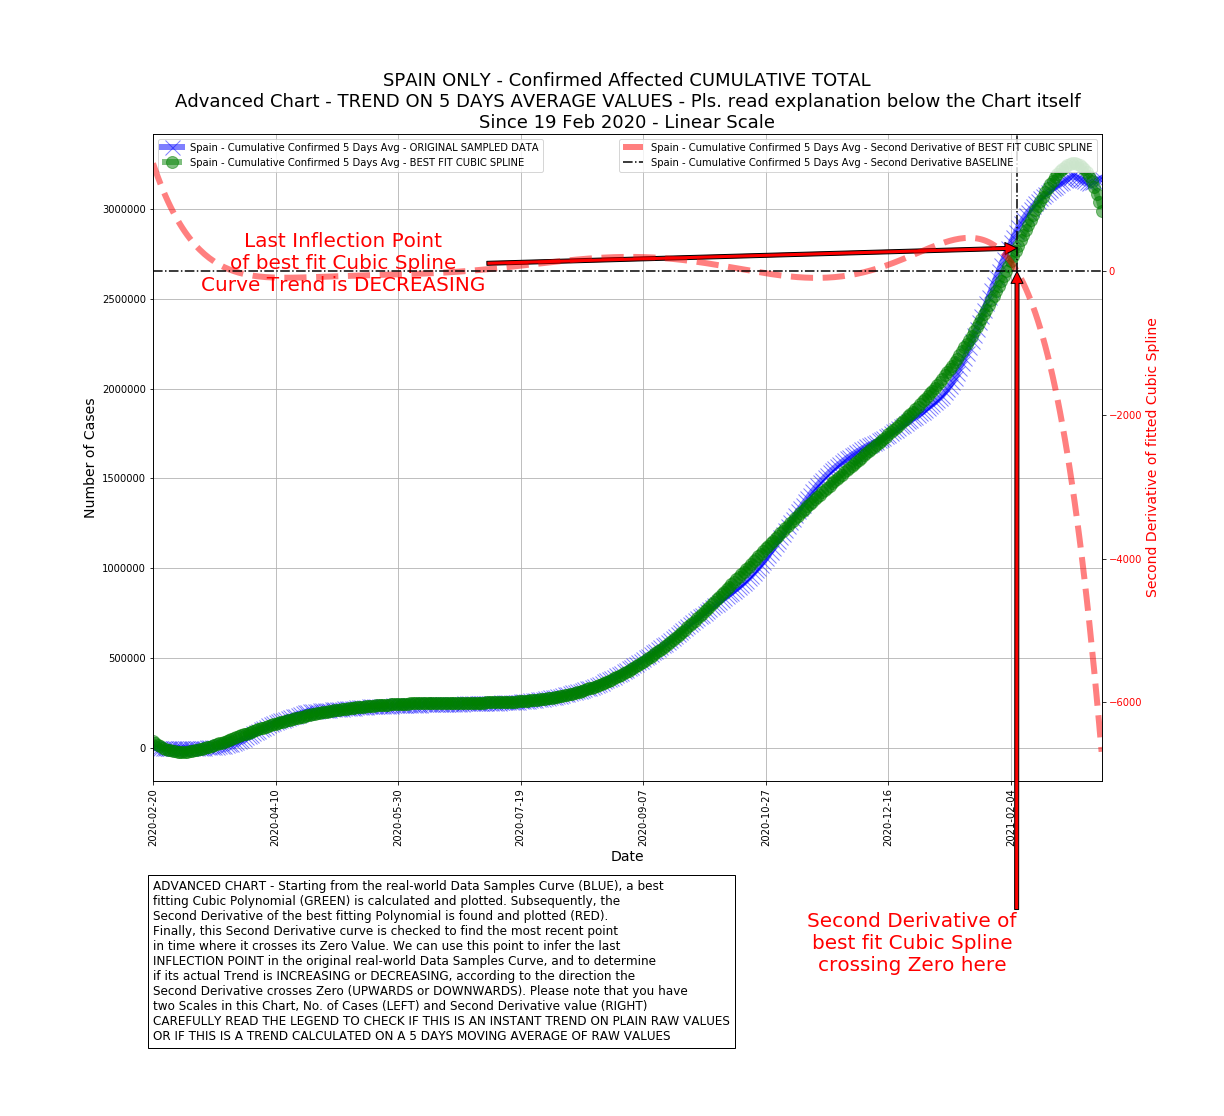 SPAIN ONLY - Confirmed Affected CUMULATIVE TOTAL
Advanced Chart - TREND ON 5 DAYS AVERAGE VALUES - Pls. read explanation below the Chart itself
Since 19 Feb 2020 - Linear Scale
Spain - Cumulative Confirmed 5 Days Avg - ORIGINAL SAMPLED DATA
Spain - Cumulative Confirmed 5 Days Avg - BEST FIT CUBIC SPLINE
Spain - Cumulative Confirmed 5 Days Avg - Second Derivative of BEST FIT CUBIC SPLINE
Spain - Cumulative Confirmed 5 Days Avg - Second Derivative BASELINE
Last Inflection Point
of best fit Cubic Spline
Curve Trend is DECREASING
Number of Cases
3000000
2500000
2000000
1500000
1000000
500000
0
0
−2000
−4000
−6000
Second Derivative of fitted Cubic Spline
2020-02-20
2020-04-10
2020-05-30
2020-07-19
2020-09-07
2020-10-27
2020-12-16
2021-02-04
Date
Second Derivative of
best fit Cubic Spline
crossing Zero here
ADVANCED CHART - Starting from the real-world Data Samples Curve (BLUE), a best
fitting Cubic Polynomial (GREEN) is calculated and plotted. Subsequently, the
Second Derivative of the best fitting Polynomial is found and plotted (RED).
Finally, this Second Derivative curve is checked to find the most recent point
in time where it crosses its Zero Value. We can use this point to infer the last
INFLECTION POINT in the original real-world Data Samples Curve, and to determine
if its actual Trend is INCREASING or DECREASING, according to the direction the
Second Derivative crosses Zero (UPWARDS or DOWNWARDS). Please note that you have
two Scales in this Chart, No. of Cases (LEFT) and Second Derivative value (RIGHT)
CAREFULLY READ THE LEGEND TO CHECK IF THIS IS AN INSTANT TREND ON PLAIN RAW VALUES
OR IF THIS IS A TREND CALCULATED ON A 5 DAYS MOVING AVERAGE OF RAW VALUES